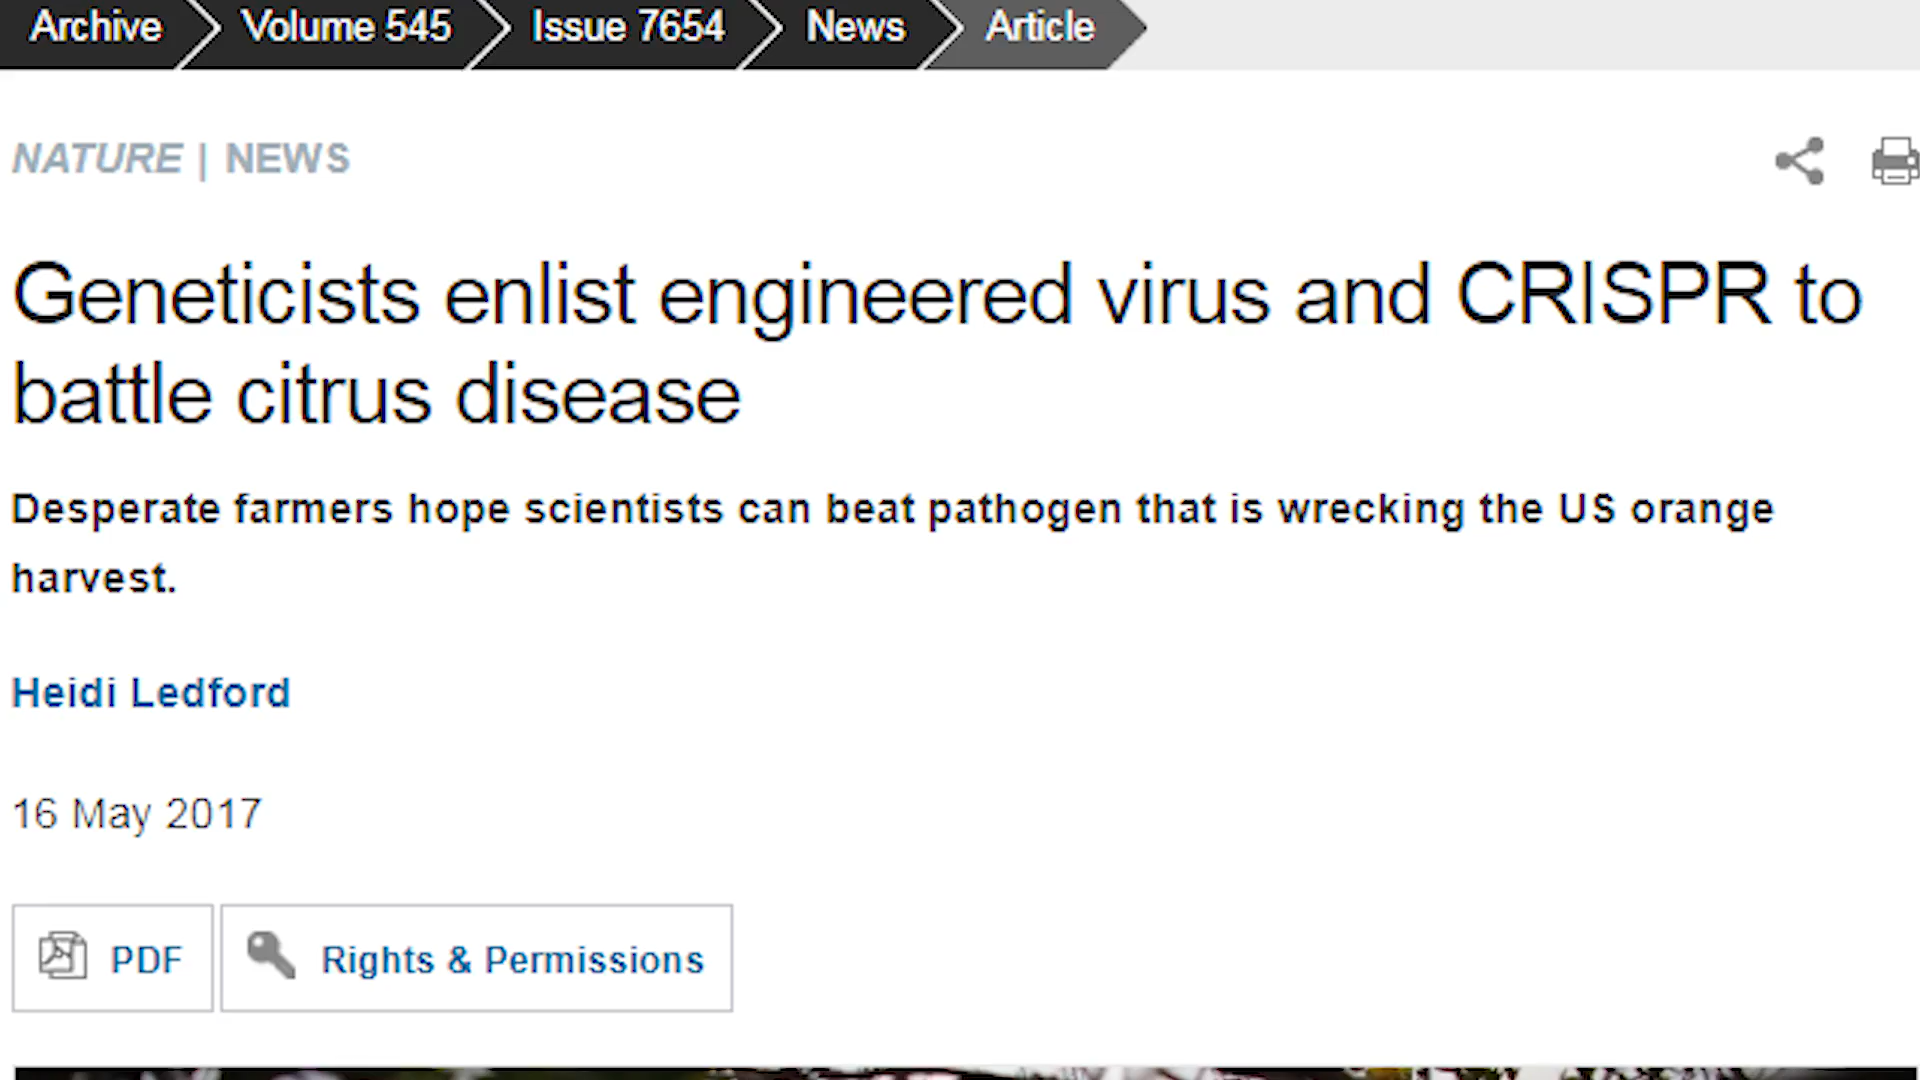 Archive Volume 545 Issue 7654 News Article
NATURE | NEWS
Geneticists enlist engineered virus and CRISPR to
battle citrus disease
Desperate farmers hope scientists can beat pathogen that is wrecking the US orange
harvest.
Heidi Ledford
16 May 2017
PDF Rights & Permissions